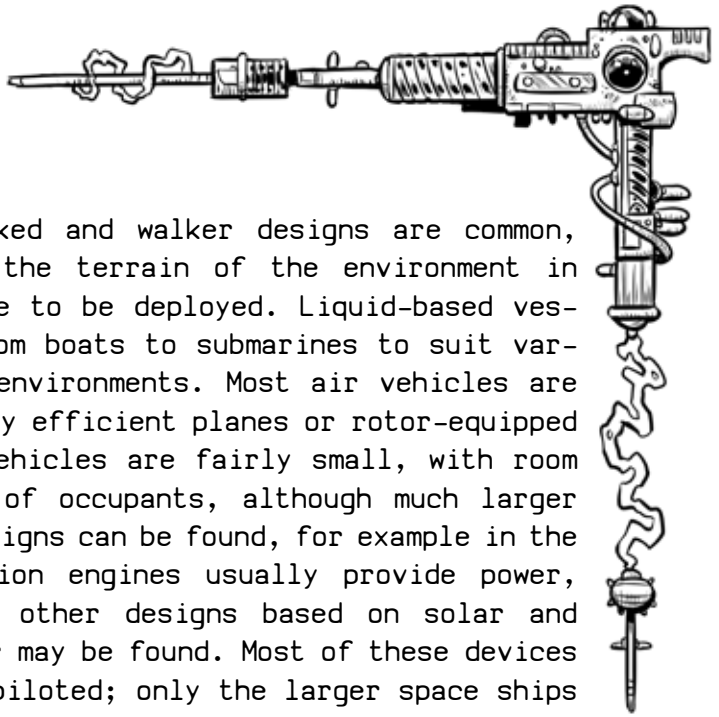 ked and walker designs are common,
the terrain of the environment in
e to be deployed. Liquid-based ves-
om boats to submarines to suit var-
environments. Most air vehicles are
y efficient planes or rotor-equipped
ehicles are fairly small, with room
of occupants, although much larger
igns can be found, for example in the
ion engines usually provide power,
other designs based on solar and
may be found. Most of these devices
piloted; only the larger space ships